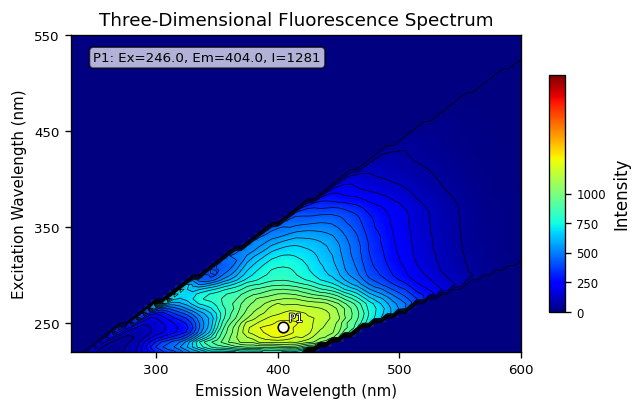 Three-Dimensional Fluorescence Spectrum
P1: Ex=246.0, Em=404.0, I=1281
P1
550
450
350
250
Excitation Wavelength (nm)
300
400
500
600
Emission Wavelength (nm)
1000
750
500
250
0
Intensity